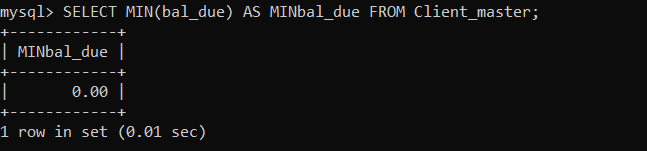 mysql> SELECT MIN(bal_due) AS MINbal_due FROM Client_master;
+------------+
| MINbal_due |
+------------+
|       0.00 |
+------------+
1 row in set (0.01 sec)